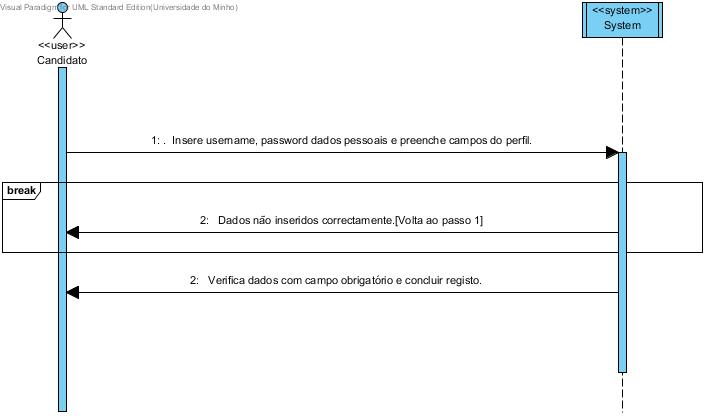 Visual Paradigm for UML Standard Edition(Universidade do Minho)
<<user>>
Candidato
<<system>>
System
1: . Insere username, password dados pessoais e preenche campos do perfil.
break
2: Dados não inseridos correctamente.[Volta ao passo 1]
2: Verifica dados com campo obrigatório e concluir registo.